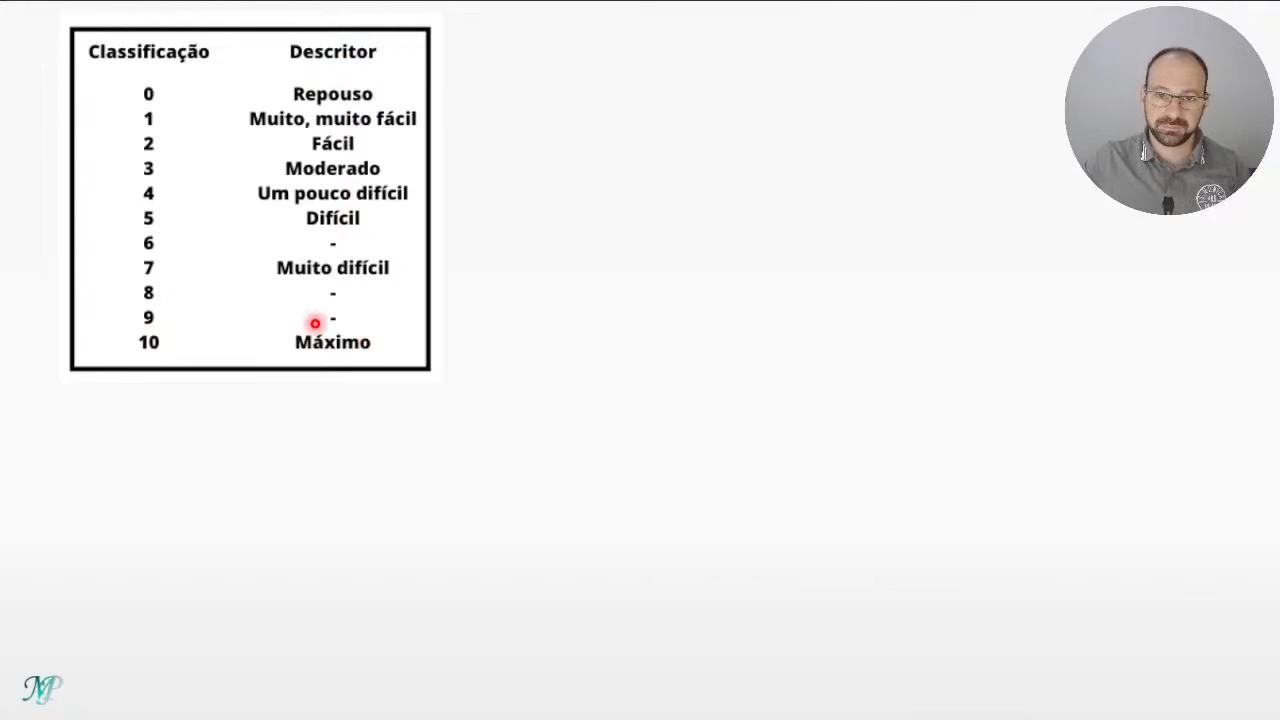 Classificação Descritor
0 Repouso
1 Muito, muito fácil
2 Fácil
3 Moderado
4 Um pouco difícil
5 Difícil
6 -
7 Muito difícil
8 -
9 -
10 Máximo
MP